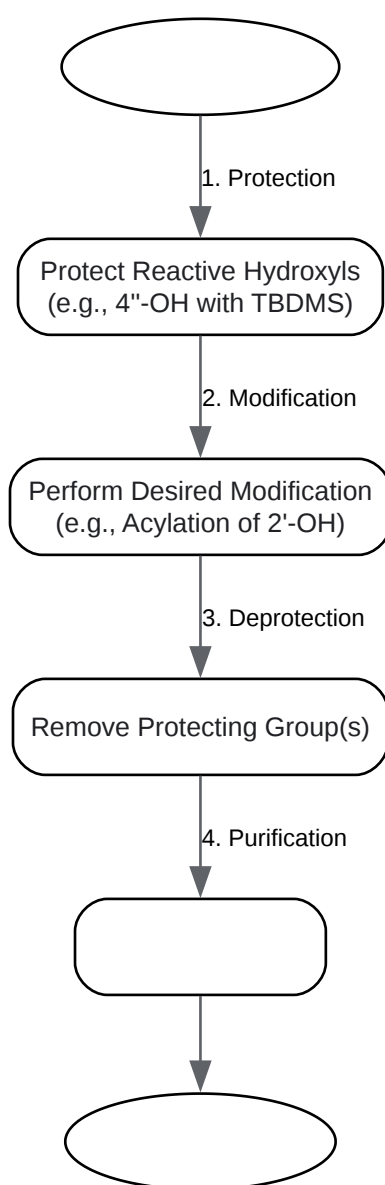 1. Protection
Protect Reactive Hydroxyls
(e.g., 4"-OH with TBDMS)
2. Modification
Perform Desired Modification
(e.g., Acylation of 2'-OH)
3. Deprotection
Remove Protecting Group(s)
4. Purification